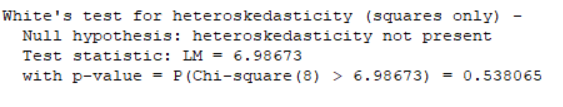 White's test for heteroskedasticity (squares only) -
Null hypothesis: heteroskedasticity not present
Test statistic: LM = 6.98673
with p-value = P(Chi-square(8) > 6.98673) = 0.538065